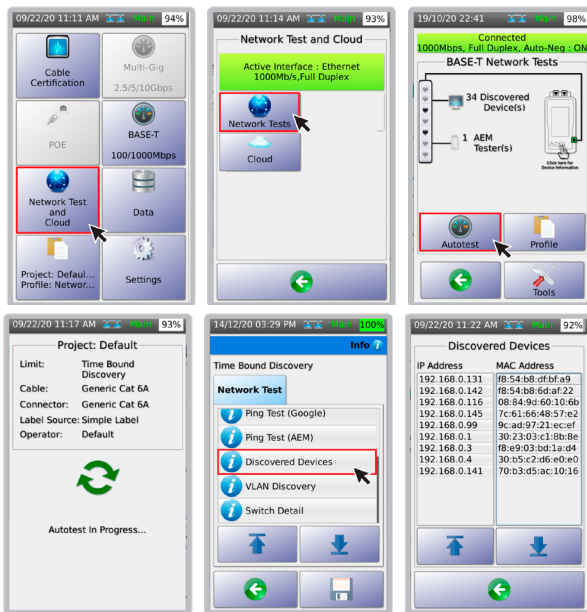 09/22/20 11:11 AM Main 94%
Cable
Certification
Multi-Gig
2.5/5/10Gbps
POE
BASE-T
100/1000Mbps
Network Test
and
Cloud
Data
Project: Defaul...
Profile: Networ...
Settings
09/22/20 11:14 AM Main 93%
Network Test and Cloud
Active Interface : Ethernet
1000Mb/s,Full Duplex
Network Tests
Cloud
19/10/20 22:41 Main 98%
Connected
1000Mbps, Full Duplex, Auto-Neg : ON
BASE-T Network Tests
34 Discovered
Device(s)
1 AEM
Tester(s)
Click here for
Device Information
Autotest
Profile
Tools
09/22/20 11:17 AM Main 93%
Project: Default
Limit: Time Bound
Discovery
Cable: Generic Cat 6A
Connector: Generic Cat 6A
Label Source: Simple Label
Operator: Default
Autotest In Progress...
14/12/20 03:29 PM Main 100%
Info i
Time Bound Discovery
Network Test
i Ping Test (Google)
i Ping Test (AEM)
i Discovered Devices
i VLAN Discovery
i Switch Detail
09/22/20 11:22 AM Main 92%
Discovered Devices
IP Address MAC Address
192.168.0.131 f8:54:b8:df:bf:a9
192.168.0.142 f8:54:b8:6d:af:22
192.168.0.116 08:84:9d:60:10:6b
192.168.0.145 7c:61:66:48:57:e2
192.168.0.99 9c:ad:97:21:ec:ef
192.168.0.1 30:23:03:c1:8b:8e
192.168.0.3 f8:e9:03:bd:1a:d4
192.168.0.4 30:b5:c2:d6:e0:e0
192.168.0.141 70:b3:d5:ac:10:16